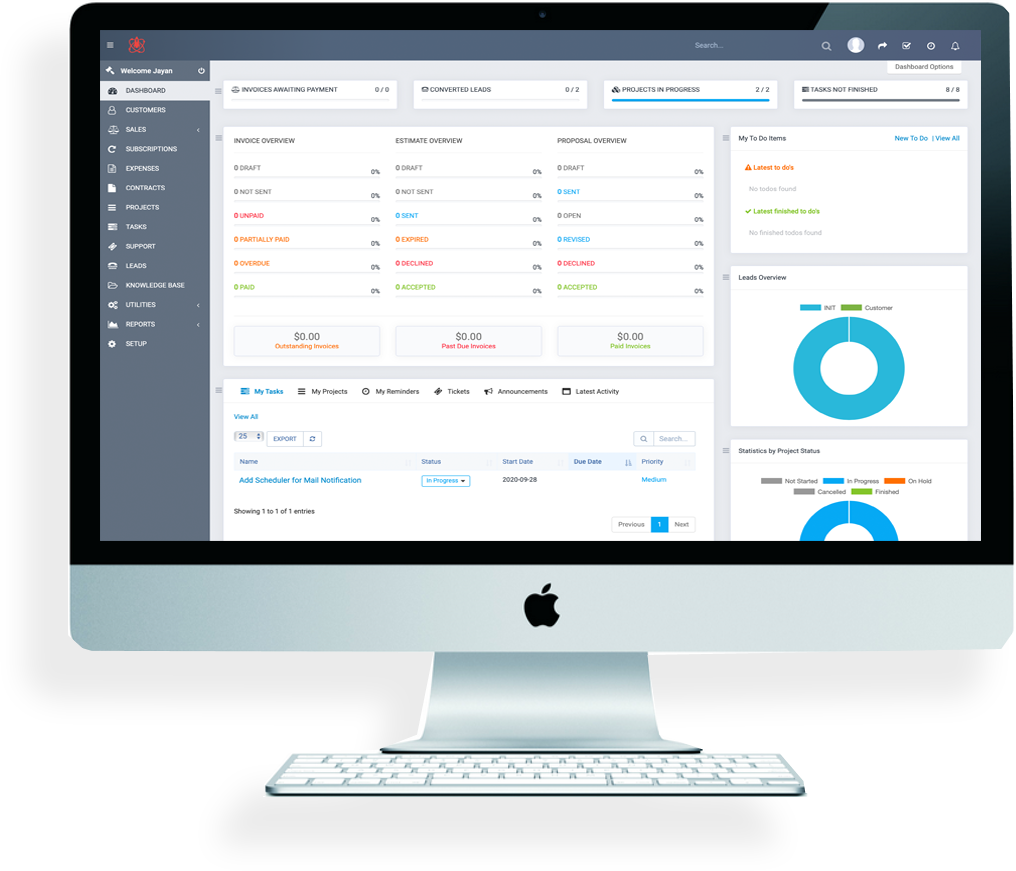 Search...
Welcome Jayan
Dashboard Options
DASHBOARD
CUSTOMERS
SALES
SUBSCRIPTIONS
EXPENSES
CONTRACTS
PROJECTS
TASKS
SUPPORT
LEADS
KNOWLEDGE BASE
UTILITIES
REPORTS
SETUP
INVOICES AWAITING PAYMENT 0 / 0
CONVERTED LEADS 0 / 2
PROJECTS IN PROGRESS 2 / 2
TASKS NOT FINISHED 8 / 8
INVOICE OVERVIEW
0 DRAFT 0%
0 NOT SENT 0%
0 UNPAID 0%
0 PARTIALLY PAID 0%
0 OVERDUE 0%
0 PAID 0%
ESTIMATE OVERVIEW
0 DRAFT 0%
0 NOT SENT 0%
0 SENT 0%
0 EXPIRED 0%
0 DECLINED 0%
0 ACCEPTED 0%
PROPOSAL OVERVIEW
0 DRAFT 0%
0 SENT 0%
0 OPEN 0%
0 REVISED 0%
0 DECLINED 0%
0 ACCEPTED 0%
$0.00
Outstanding Invoices
$0.00
Past Due Invoices
$0.00
Paid Invoices
My To Do Items New To Do | View All
Latest to do's
No todos found
Latest finished to do's
No finished todos found
Leads Overview
INIT Customer
My Tasks My Projects My Reminders Tickets Announcements Latest Activity
View All
25 EXPORT Search...
Name Status Start Date Due Date Priority
Add Scheduler for Mail Notification In Progress 2020-09-28 Medium
Showing 1 to 1 of 1 entries
Previous 1 Next
Statistics by Project Status
Not Started In Progress On Hold
Cancelled Finished